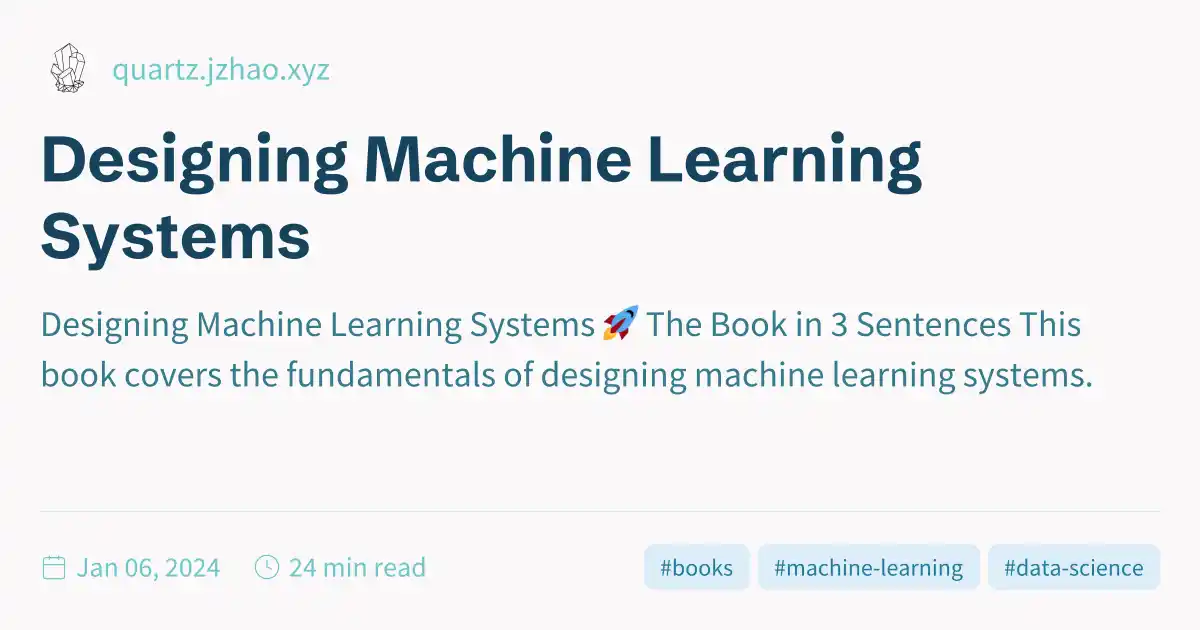 quartz.jzhao.xyz
Designing Machine Learning
Systems
Designing Machine Learning Systems 🚀 The Book in 3 Sentences This
book covers the fundamentals of designing machine learning systems.
Jan 06, 2024 24 min read #books #machine-learning #data-science